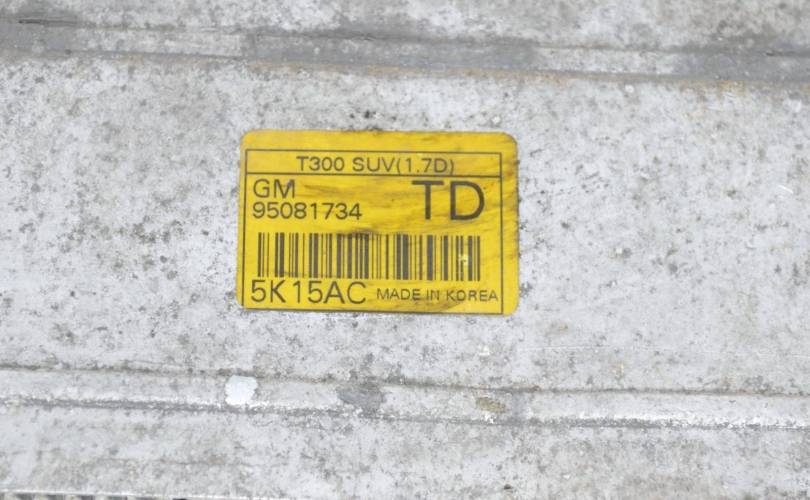 T300 SUV(1.7D)
GM
95081734
TD
5K15AC MADE IN KOREA